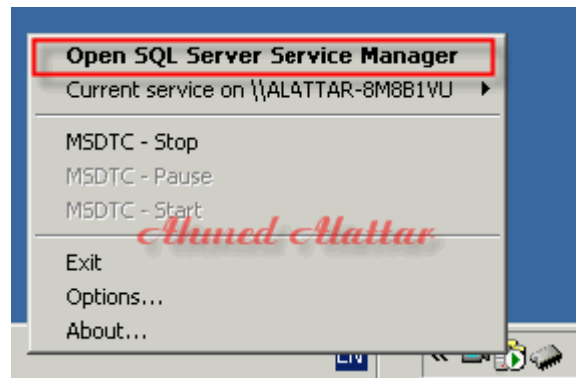 Open SQL Server Service Manager
Current service on \\ALATTAR-8M8B1VU
MSDTC - Stop
MSDTC - Pause
MSDTC - Start
Ahmed Alattar
Exit
Options...
About...
EN